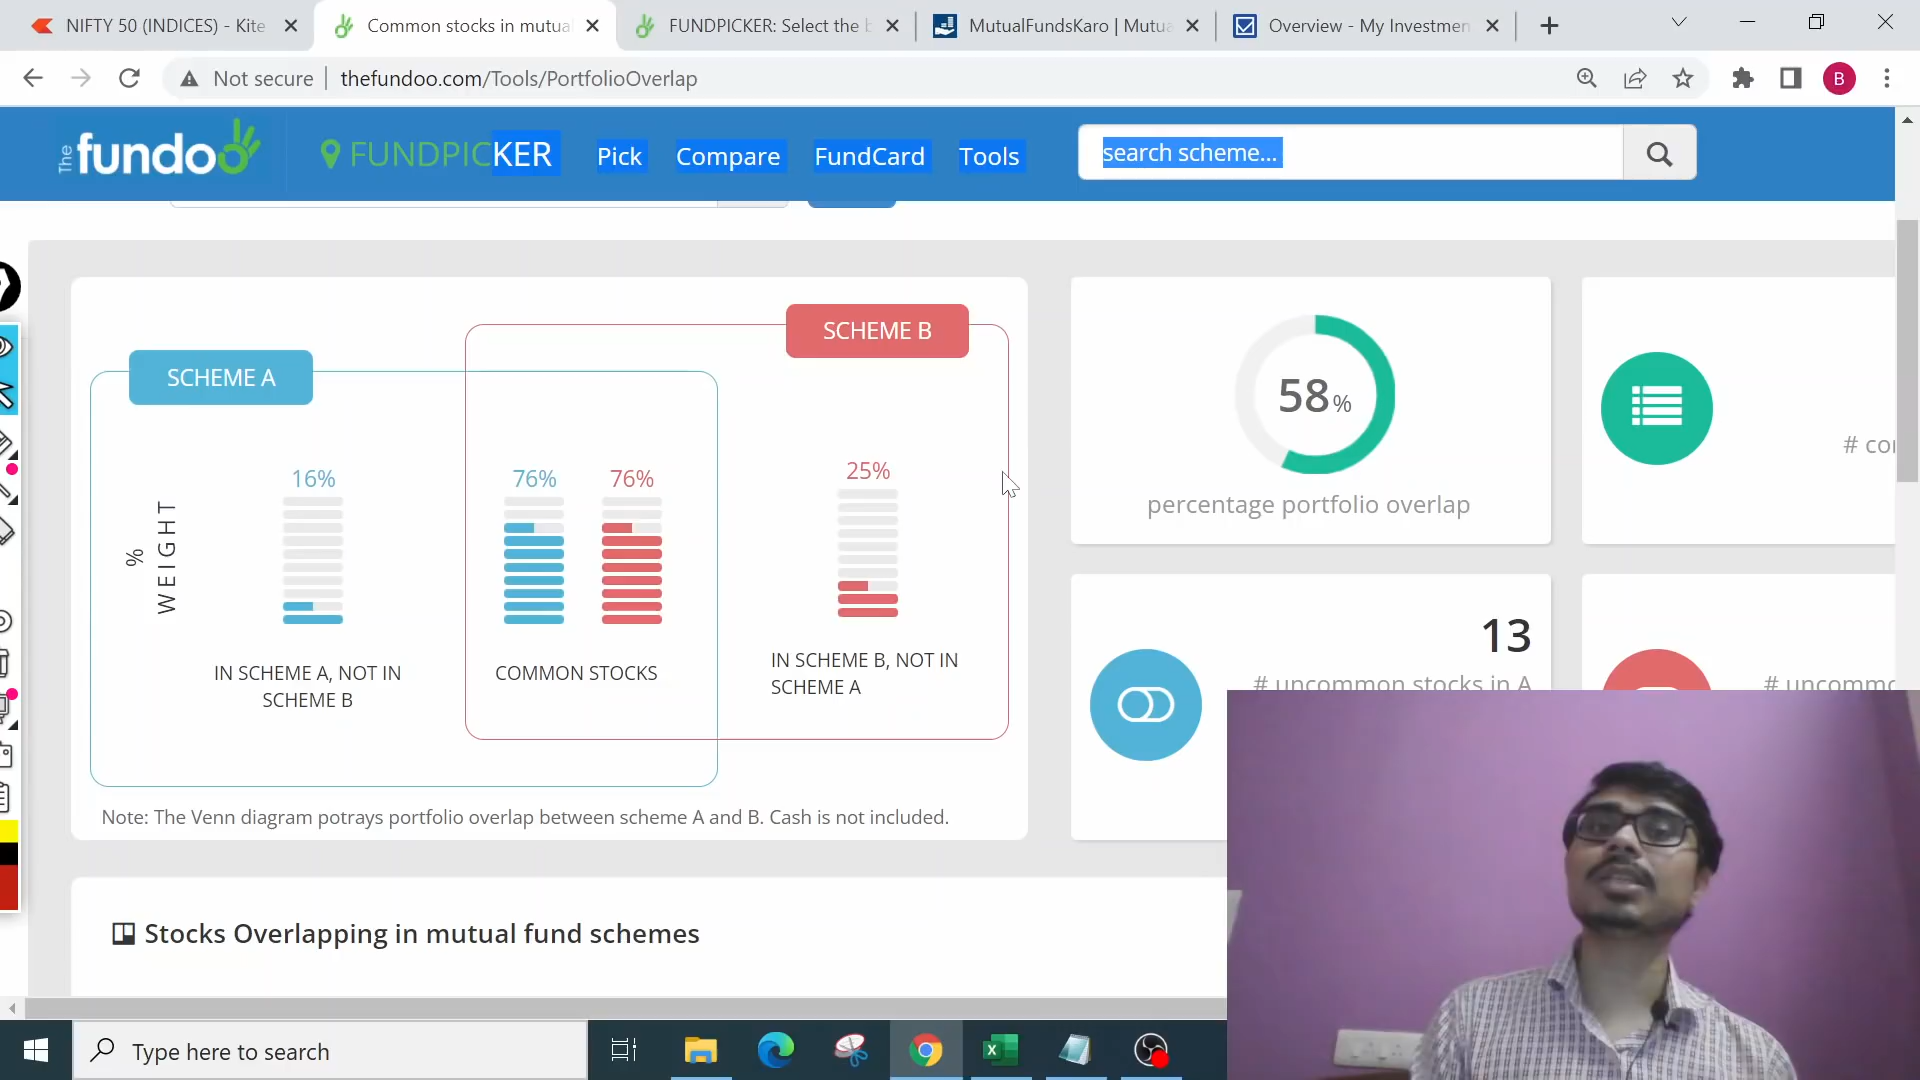 NIFTY 50 (INDICES) - Kite
Common stocks in mutua
FUNDPICKER: Select the b
MutualFundsKaro | Mutua
Overview - My Investmen
Not secure
thefundoo.com/Tools/PortfolioOverlap
B
The fundoo
FUNDPICKER
Pick
Compare
FundCard
Tools
search scheme...
SCHEME B
SCHEME A
58%
percentage portfolio overlap
# co
16%
76%
76%
25%
% WEIGHT
IN SCHEME A, NOT IN
SCHEME B
COMMON STOCKS
IN SCHEME B, NOT IN
SCHEME A
13
# uncommon stocks in A
# uncommo
Note: The Venn diagram potrays portfolio overlap between scheme A and B. Cash is not included.
Stocks Overlapping in mutual fund schemes
Type here to search